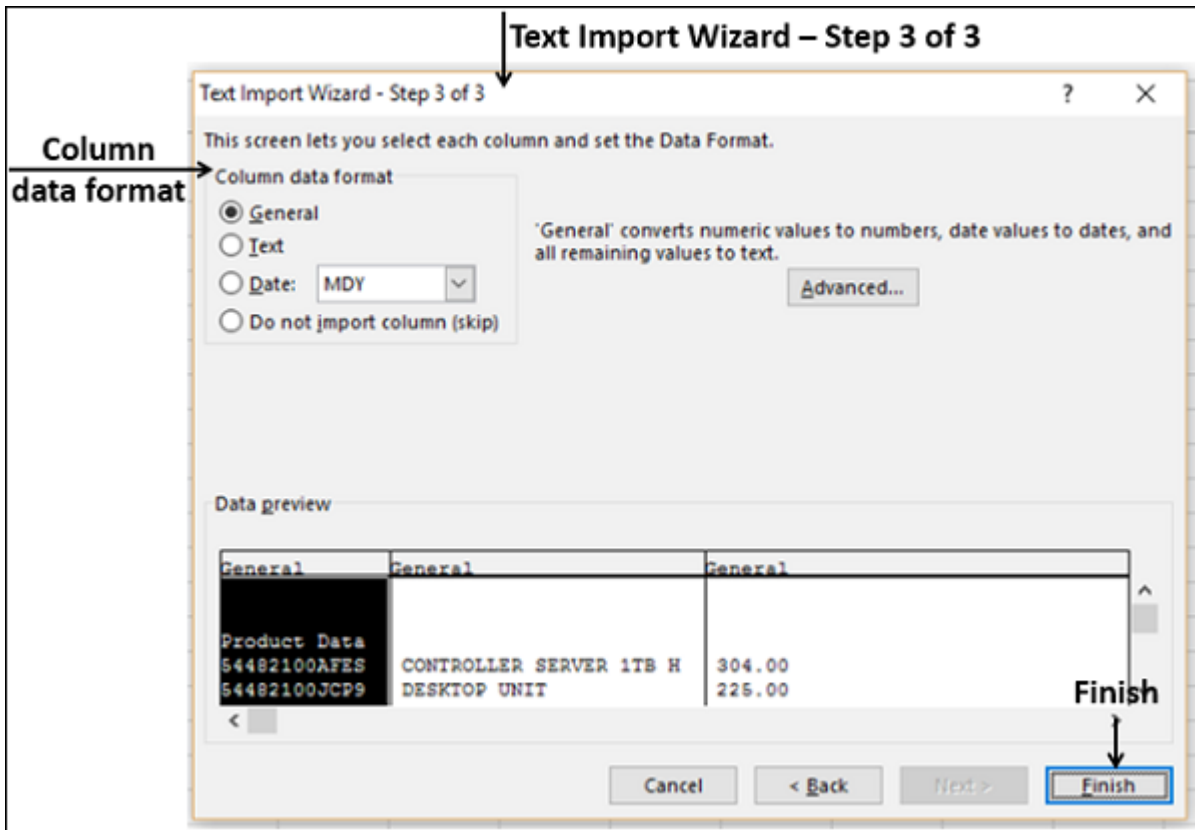 Text Import Wizard – Step 3 of 3
Text Import Wizard - Step 3 of 3
?
This screen lets you select each column and set the Data Format.
Column
data format
Column data format
General
Text
Date: MDY
Do not import column (skip)
'General' converts numeric values to numbers, date values to dates, and
all remaining values to text.
Advanced...
Data preview
General General General
Product Data
54482100AFES CONTROLLER SERVER 1TB H 304.00
54482100JCP9 DESKTOP UNIT 225.00
Finish
Cancel < Back Next > Finish